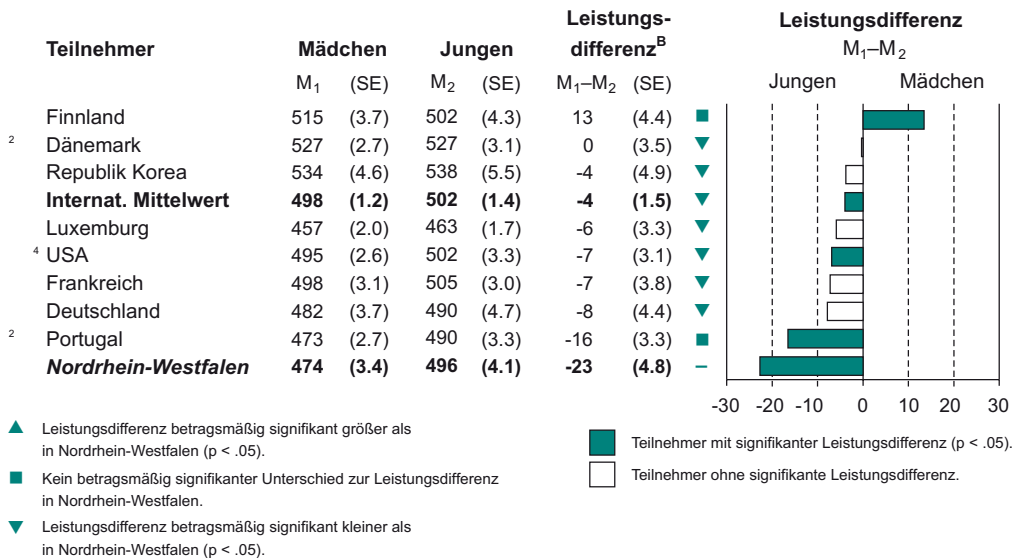 Leistungs- Leistungsdifferenz
Teilnehmer Mädchen Jungen differenzB M1–M2
M1 (SE) M2 (SE) M1–M2 (SE) Jungen Mädchen
Finnland 515 (3.7) 502 (4.3) 13 (4.4)
2 Dänemark 527 (2.7) 527 (3.1) 0 (3.5)
Republik Korea 534 (4.6) 538 (5.5) -4 (4.9)
Internat. Mittelwert 498 (1.2) 502 (1.4) -4 (1.5)
Luxemburg 457 (2.0) 463 (1.7) -6 (3.3)
4 USA 495 (2.6) 502 (3.3) -7 (3.1)
Frankreich 498 (3.1) 505 (3.0) -7 (3.8)
Deutschland 482 (3.7) 490 (4.7) -8 (4.4)
2 Portugal 473 (2.7) 490 (3.3) -16 (3.3)
Nordrhein-Westfalen 474 (3.4) 496 (4.1) -23 (4.8) –
-30 -20 -10 0 10 20 30
▲ Leistungsdifferenz betragsmäßig signifikant größer als
in Nordrhein-Westfalen (p < .05).
■ Kein betragsmäßig signifikanter Unterschied zur Leistungsdifferenz
in Nordrhein-Westfalen.
▼ Leistungsdifferenz betragsmäßig signifikant kleiner als
in Nordrhein-Westfalen (p < .05).
Teilnehmer mit signifikanter Leistungsdifferenz (p < .05).
Teilnehmer ohne signifikante Leistungsdifferenz.